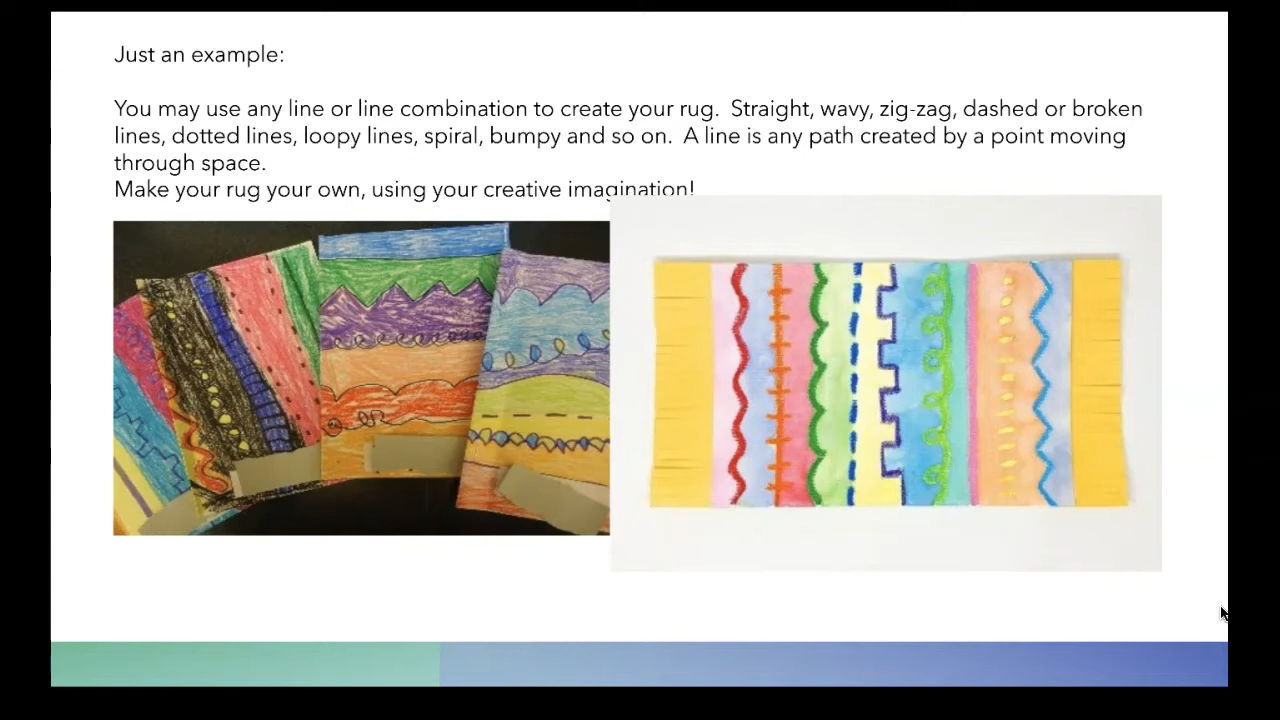 Just an example:
You may use any line or line combination to create your rug.  Straight, wavy, zig-zag, dashed or broken
lines, dotted lines, loopy lines, spiral, bumpy and so on.  A line is any path created by a point moving
through space.
Make your rug your own, using your creative imagination!